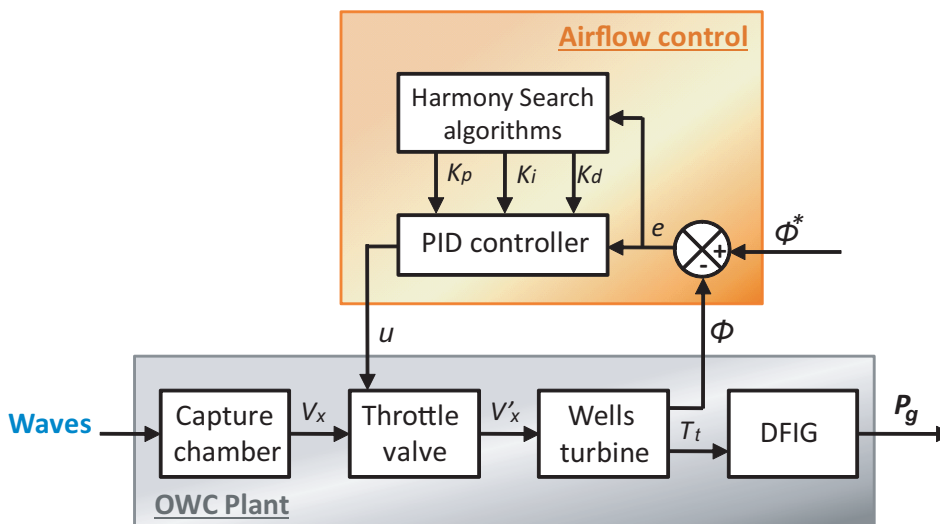 Airflow control
Harmony Search
algorithms
Kp
Ki
Kd
PID controller
e
+
-
Φ*
u
Φ
Waves
Capture
chamber
Vx
Throttle
valve
V'x
Wells
turbine
Tt
DFIG
Pg
OWC Plant